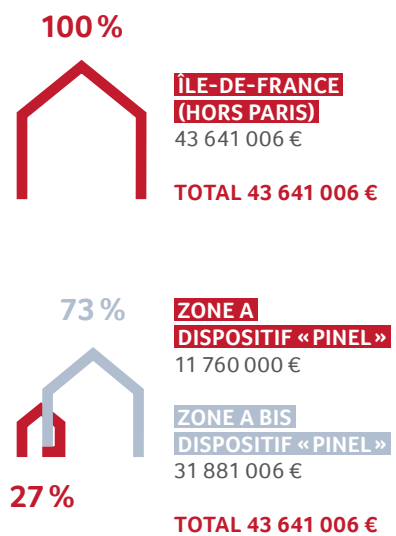 100 %
ÎLE-DE-FRANCE
(HORS PARIS)
43 641 006 €
TOTAL 43 641 006 €
73 %
ZONE A
DISPOSITIF « PINEL »
11 760 000 €
ZONE A BIS
DISPOSITIF « PINEL »
31 881 006 €
27 %
TOTAL 43 641 006 €